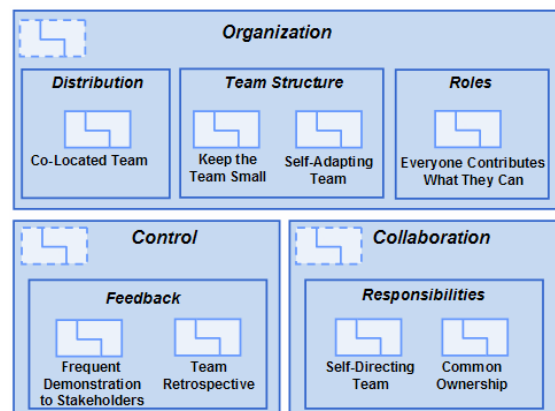 Organization
Distribution
Co-Located Team
Team Structure
Keep the
Team Small
Self-Adapting
Team
Roles
Everyone Contributes
What They Can
Control
Feedback
Frequent
Demonstration
to Stakeholders
Team
Retrospective
Collaboration
Responsibilities
Self-Directing
Team
Common
Ownership